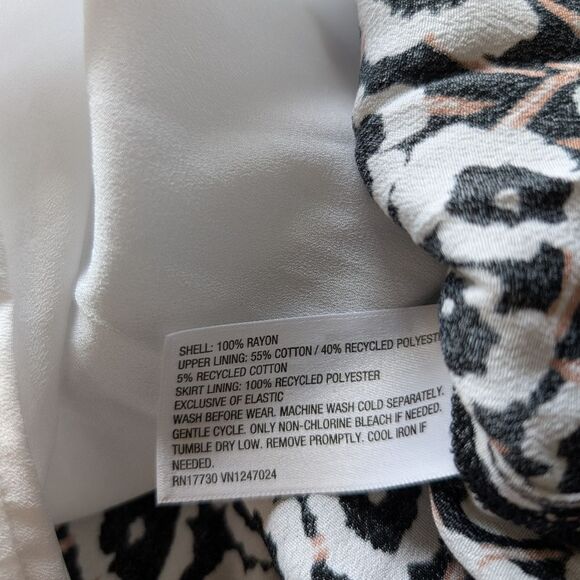 SHELL: 100% RAYON
UPPER LINING: 55% COTTON / 40% RECYCLED POLYESTE
5% RECYCLED COTTON
SKIRT LINING: 100% RECYCLED POLYESTER
EXCLUSIVE OF ELASTIC
WASH BEFORE WEAR. MACHINE WASH COLD SEPARATELY.
GENTLE CYCLE. ONLY NON-CHLORINE BLEACH IF NEEDED.
TUMBLE DRY LOW. REMOVE PROMPTLY. COOL IRON IF
NEEDED.
RN17730 VN1247024